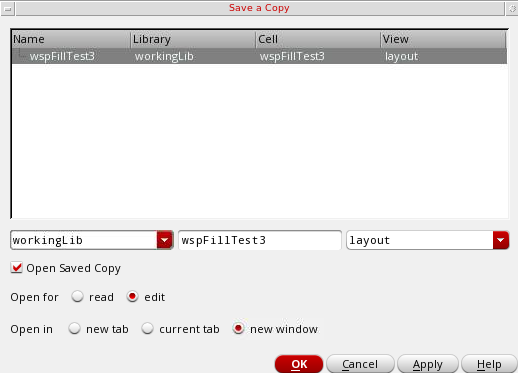 Save a Copy
Name Library Cell View
wspFillTest3 workingLib wspFillTest3 layout
workingLib wspFillTest3 layout
Open Saved Copy
Open for read edit
Open in new tab current tab new window
OK Cancel Apply Help